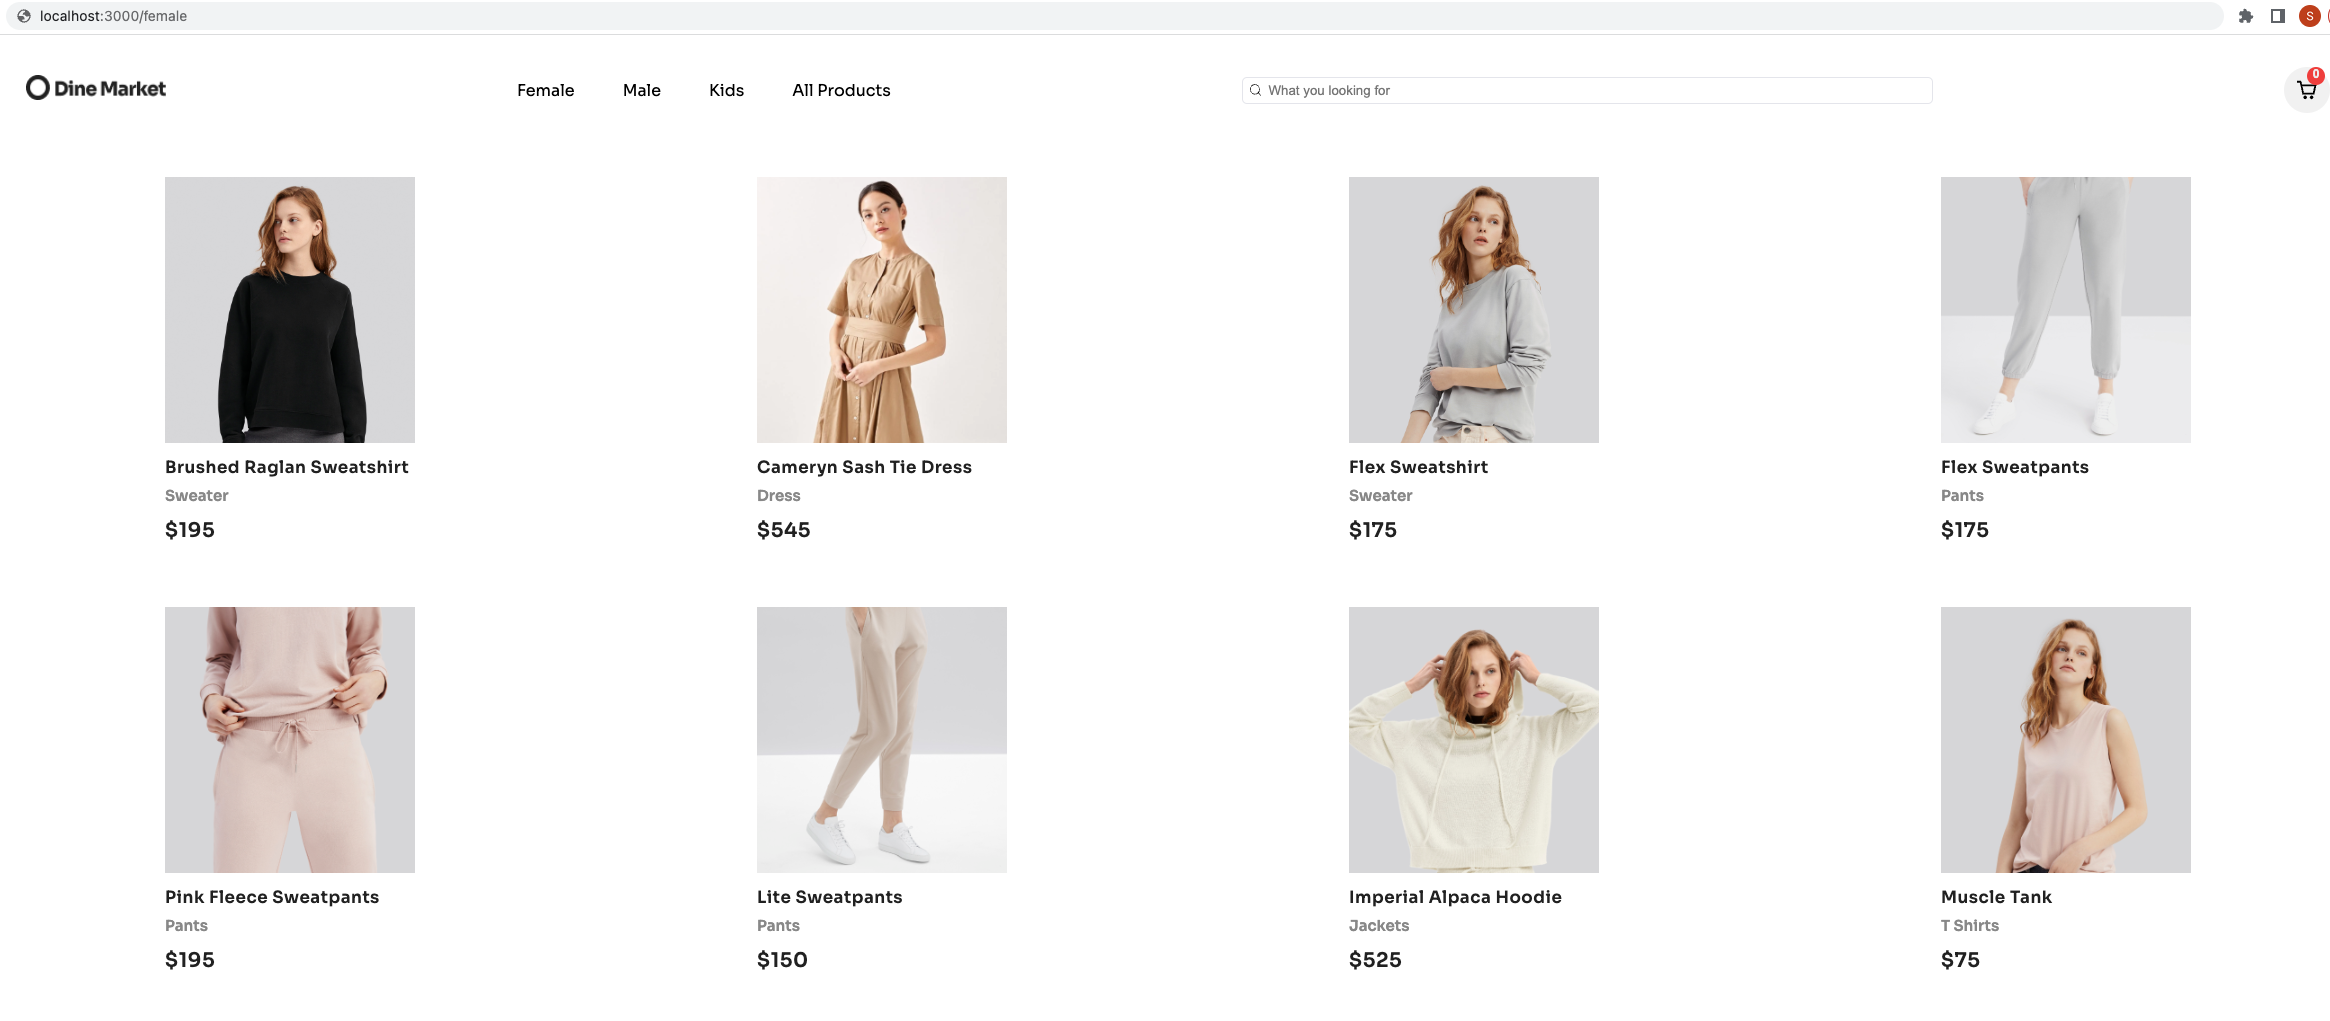 localhost:3000/female
S
Dine Market
Female Male Kids All Products
What you looking for
0
Brushed Raglan Sweatshirt
Sweater
$195
Cameryn Sash Tie Dress
Dress
$545
Flex Sweatshirt
Sweater
$175
Flex Sweatpants
Pants
$175
Pink Fleece Sweatpants
Pants
$195
Lite Sweatpants
Pants
$150
Imperial Alpaca Hoodie
Jackets
$525
Muscle Tank
T Shirts
$75